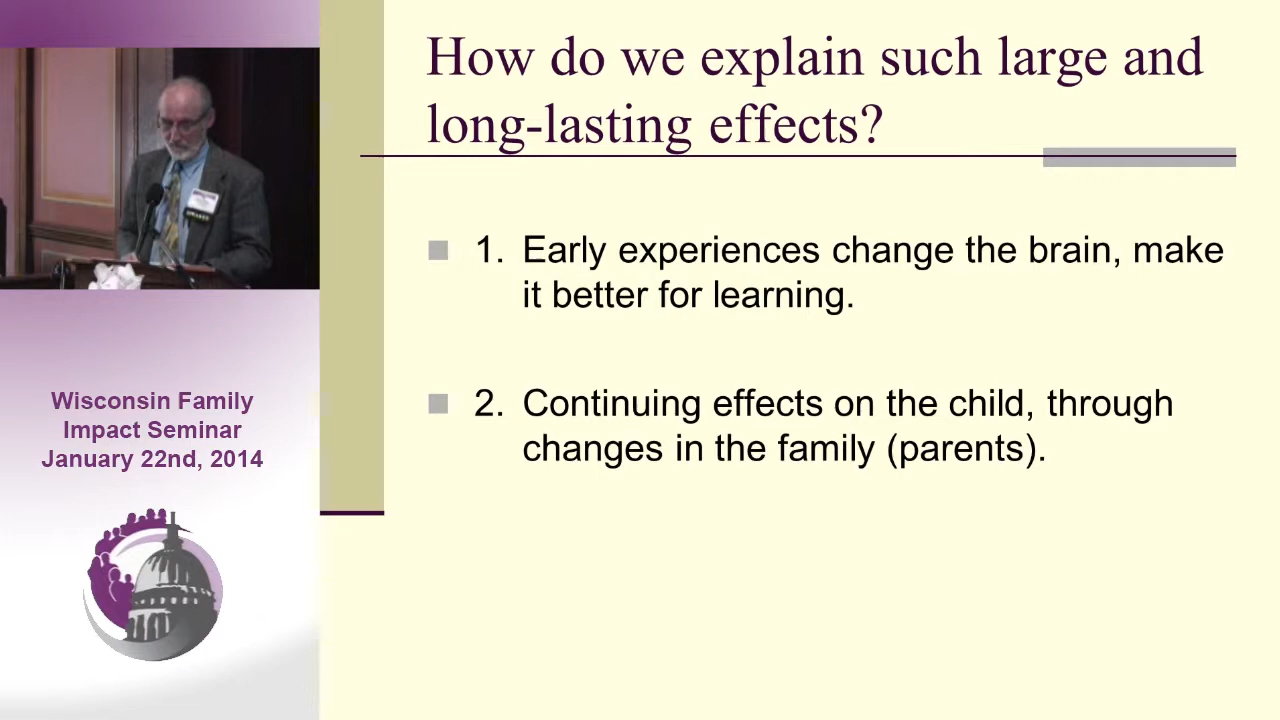 How do we explain such large and
long-lasting effects?
1. Early experiences change the brain, make
it better for learning.
2. Continuing effects on the child, through
changes in the family (parents).
Wisconsin Family
Impact Seminar
January 22nd, 2014